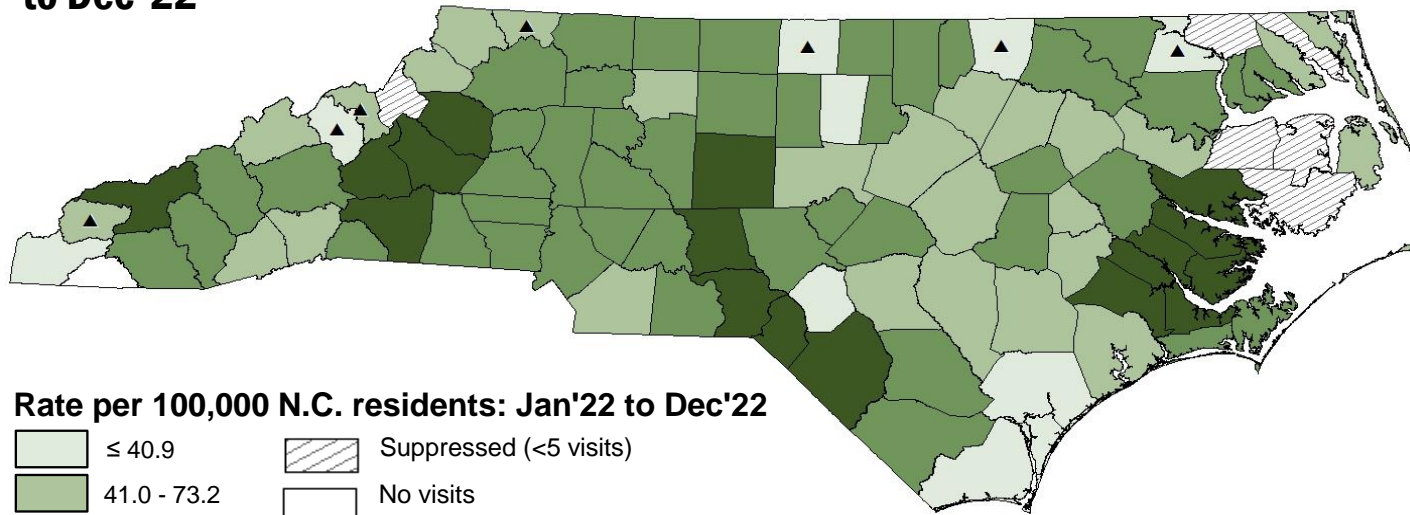 to Dec'22
Rate per 100,000 N.C. residents: Jan'22 to Dec'22
≤ 40.9
Suppressed (<5 visits)
41.0 - 73.2
No visits